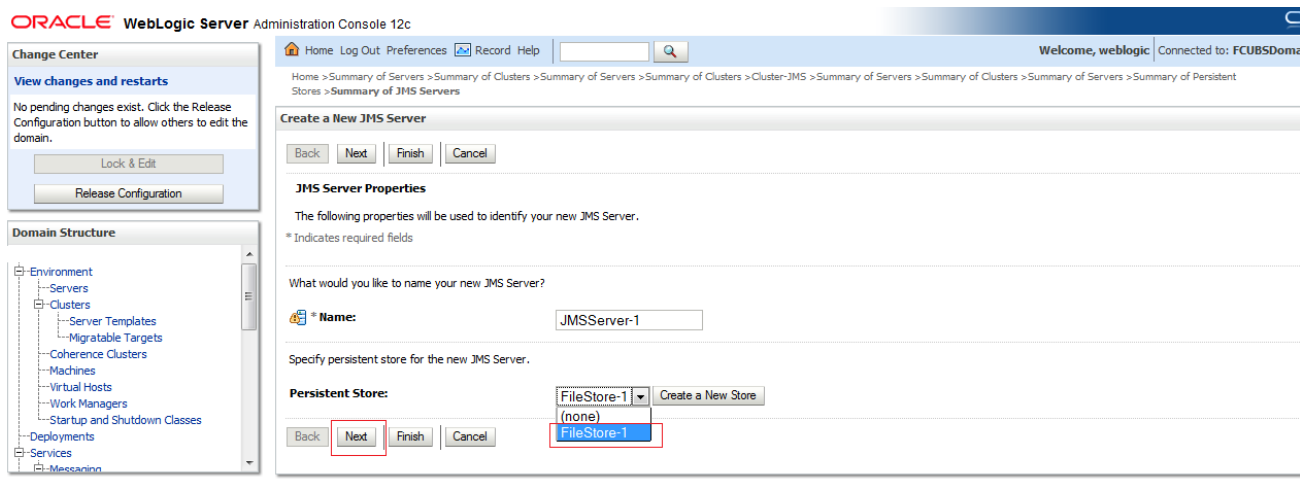 ORACLE WebLogic Server Administration Console 12c
Change Center
View changes and restarts
No pending changes exist. Click the Release
Configuration button to allow others to edit the
domain.
Lock & Edit
Release Configuration
Domain Structure
Environment
Servers
Clusters
Server Templates
Migratable Targets
Coherence Clusters
Machines
Virtual Hosts
Work Managers
Startup and Shutdown Classes
Deployments
Services
Messaging
Home Log Out Preferences Record Help
Welcome, weblogic Connected to: FCUBSDoma
Home >Summary of Servers >Summary of Clusters >Summary of Servers >Summary of Clusters >Cluster-JMS >Summary of Servers >Summary of Clusters >Summary of Servers >Summary of Persistent
Stores >Summary of JMS Servers
Create a New JMS Server
Back Next Finish Cancel
JMS Server Properties
The following properties will be used to identify your new JMS Server.
* Indicates required fields
What would you like to name your new JMS Server?
* Name: JMSServer-1
Specify persistent store for the new JMS Server.
Persistent Store: FileStore-1 Create a New Store
(none)
FileStore-1
Back Next Finish Cancel